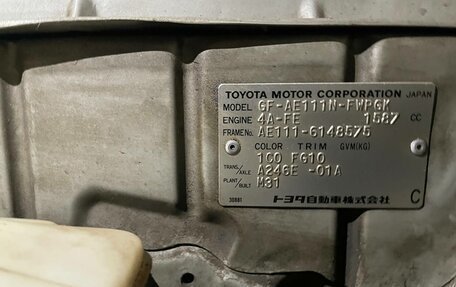 TOYOTA MOTOR CORPORATION JAPAN
MODEL GF-AE111N-FWPGK
ENGINE 4A-FE 1587 CC
FRAME No. AE111-6148575
COLOR TRIM GVM(KG)
1C0 FG10
TRANS./AXLE A246E -01A
PLANT/BUILT M31
30881 トヨタ自動車株式会社 C